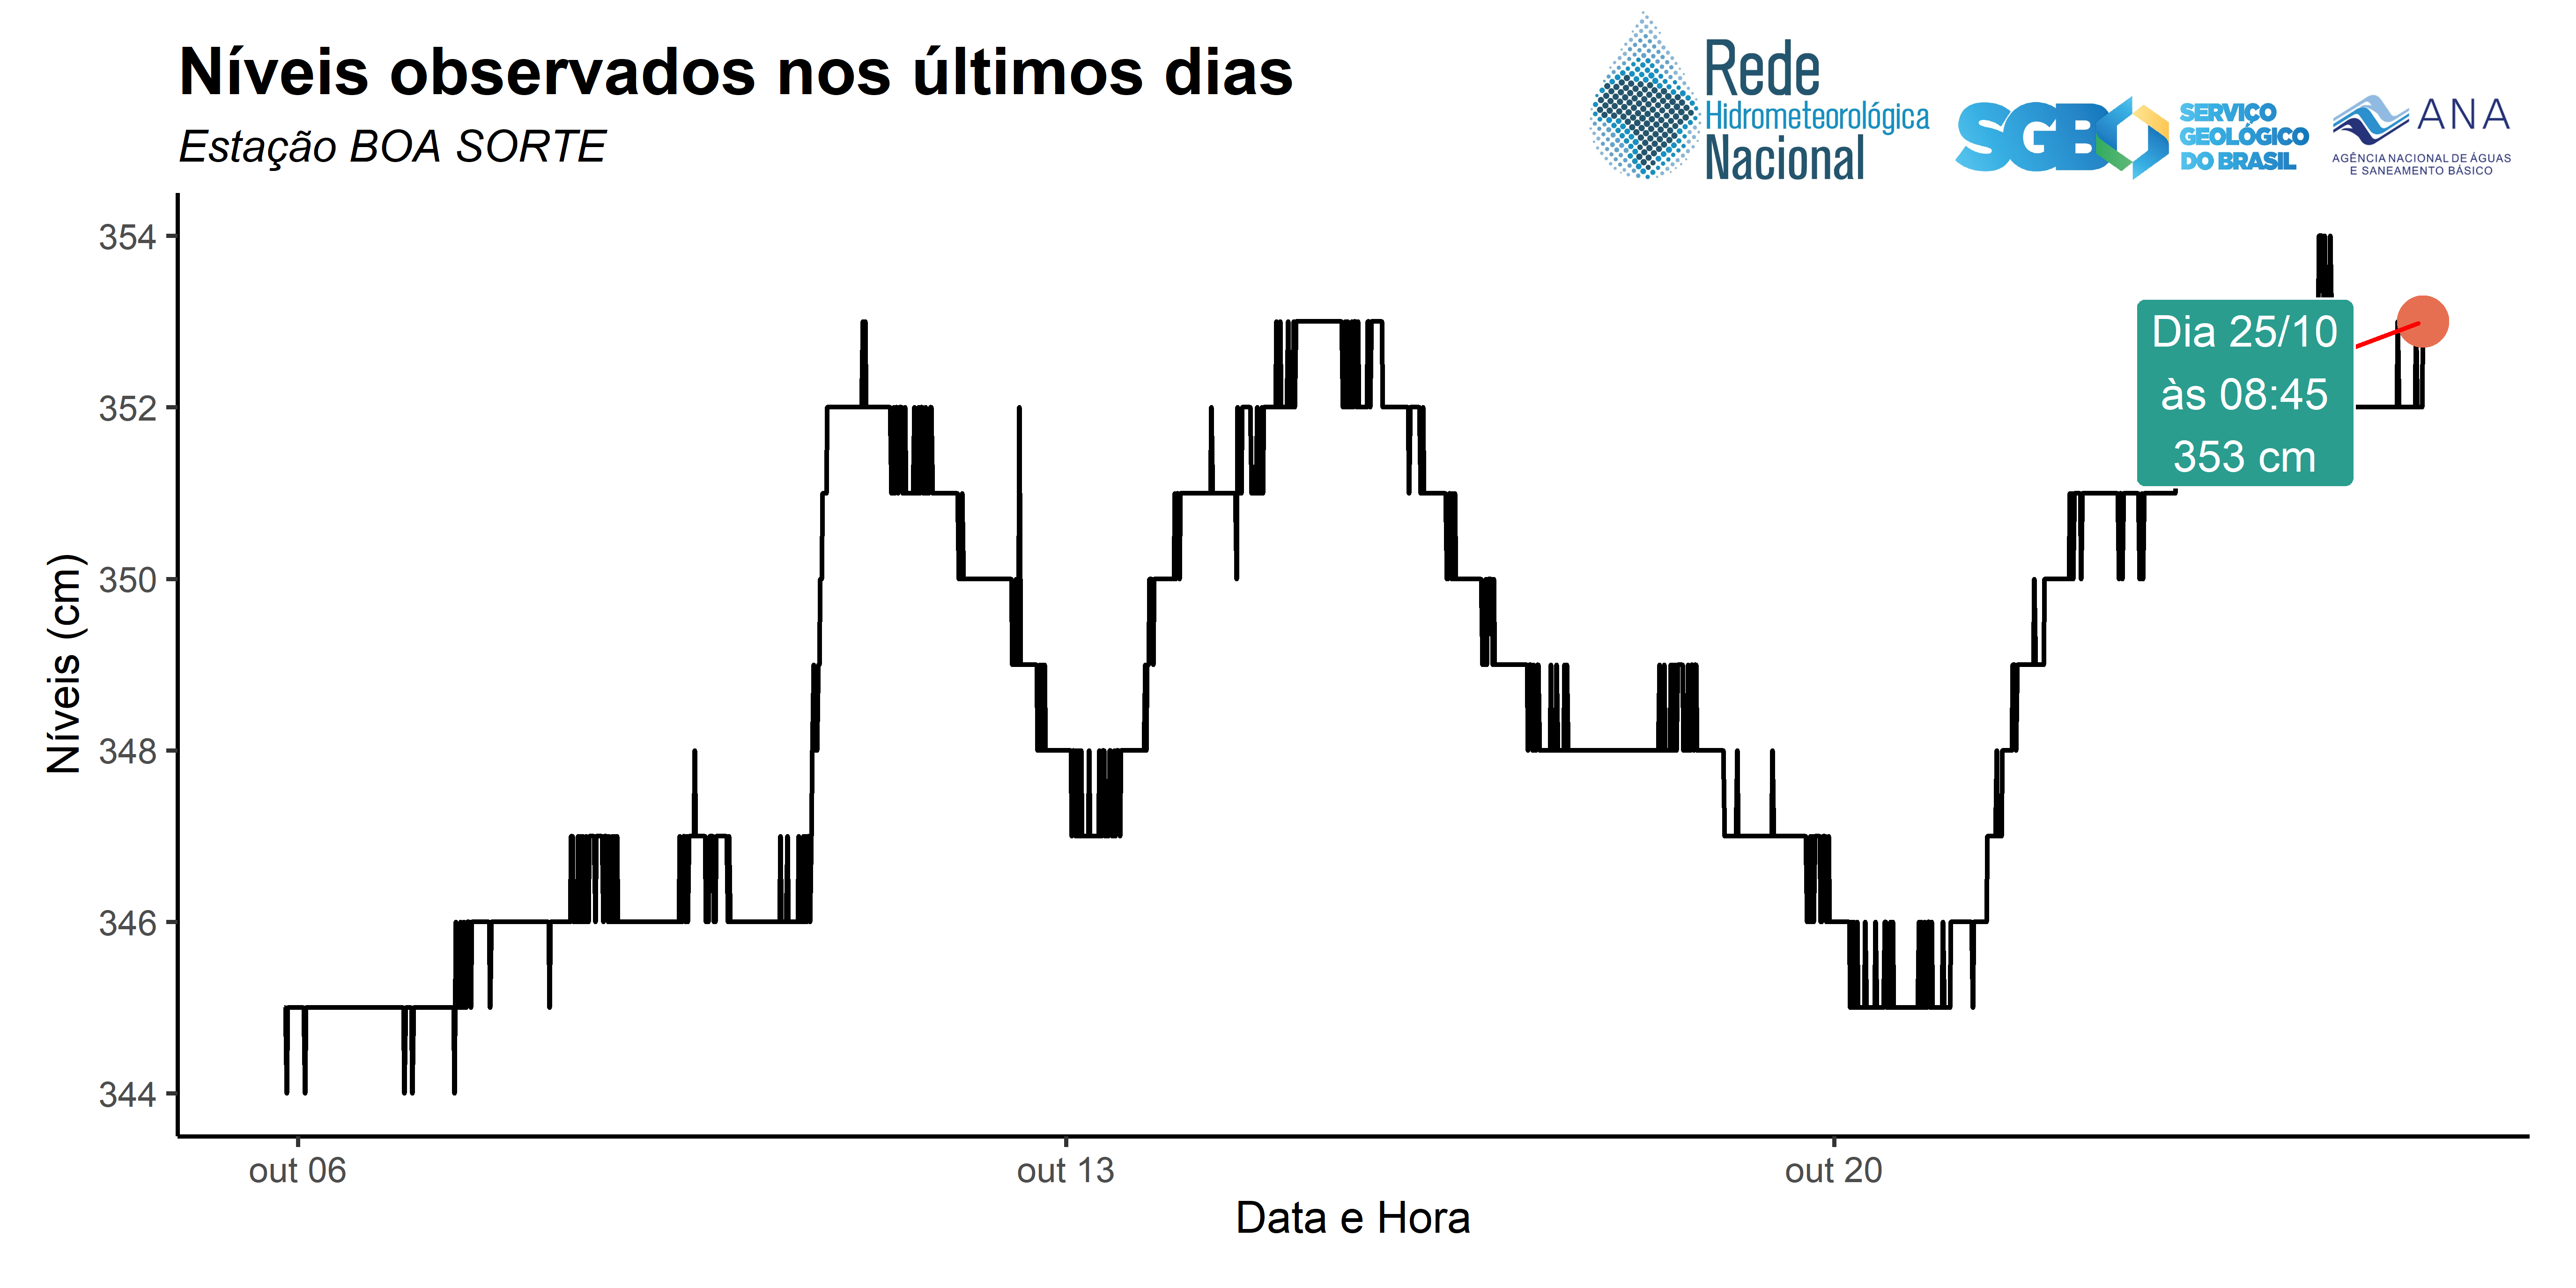 Níveis observados nos últimos dias
Estação BOA SORTE
Rede
Hidrometeorológica
Nacional
SGB
SERVIÇO
GEOLÓGICO
DO BRASIL
ANA
AGÊNCIA NACIONAL DE ÁGUAS
E SANEAMENTO BÁSICO
354
352
350
348
346
344
Níveis (cm)
Dia 25/10
às 08:45
353 cm
out 06
out 13
out 20
Data e Hora